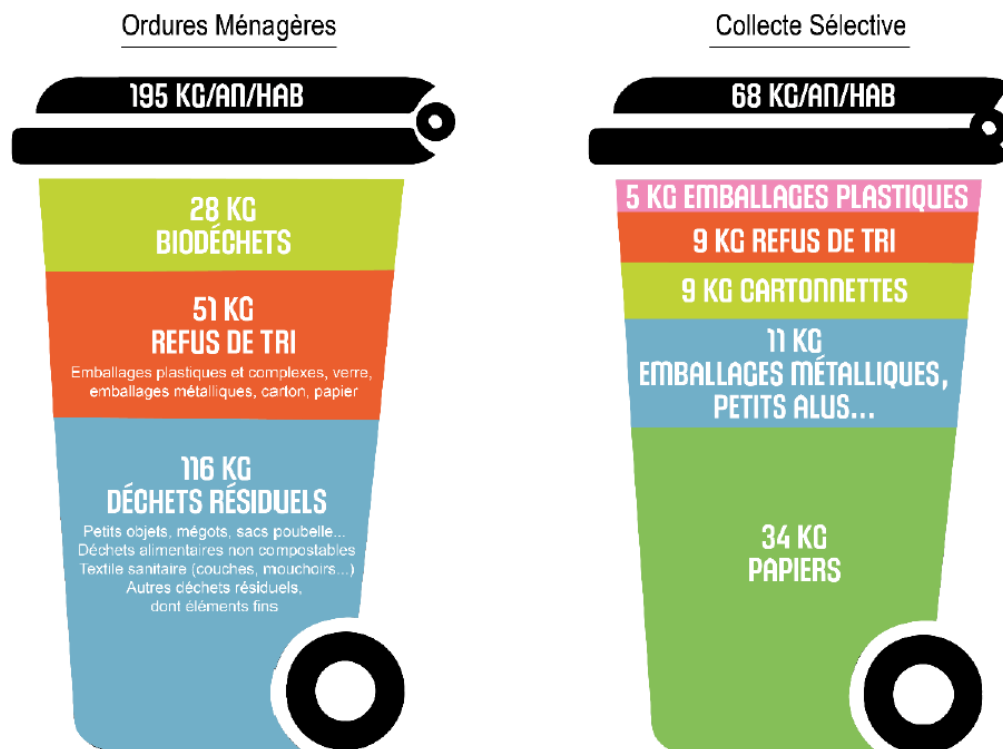 Ordures Ménagères
195 KG/AN/HAB
28 KG
BIODÉCHETS
51 KG
REFUS DE TRI
Emballages plastiques et complexes, verre,
emballages métalliques, carton, papier
116 KG
DÉCHETS RÉSIDUELS
Petits objets, mégots, sacs poubelle...
Déchets alimentaires non compostables
Textile sanitaire (couches, mouchoirs...)
Autres déchets résiduels,
dont éléments fins
Collecte Sélective
68 KG/AN/HAB
5 KG EMBALLAGES PLASTIQUES
9 KG REFUS DE TRI
9 KG CARTONNETTES
11 KG
EMBALLAGES MÉTALLIQUES,
PETITS ALUS...
34 KG
PAPIERS